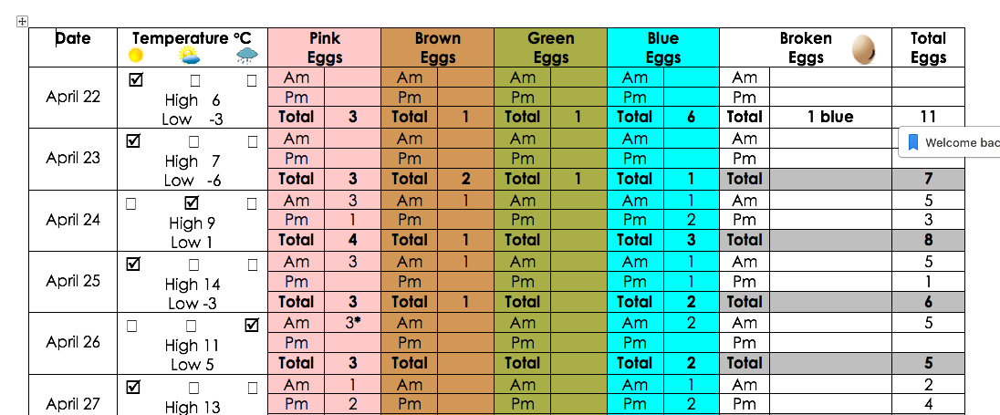 Date Temperature °C Pink Eggs Brown Eggs Green Eggs Blue Eggs Broken Eggs Total Eggs
Am Am Am Am Am
April 22 High 6 Pm Pm Pm Pm Pm
Low -3 Total 3 Total 1 Total 1 Total 6 Total 1 blue 11
Am Am Am Am Am
Welcome bac
April 23 High 7 Pm Pm Pm Pm Pm
Low -6 Total 3 Total 2 Total 1 Total 1 Total 7
Am 3 Am 1 Am Am 1 Am 5
April 24 High 9 Pm 1 Pm Pm Pm 2 Pm 3
Low 1 Total 4 Total 1 Total Total 3 Total 8
Am 3 Am 1 Am Am 1 Am 5
April 25 High 14 Pm Pm Pm Pm 1 Pm 1
Low -3 Total 3 Total 1 Total Total 2 Total 6
Am 3* Am Am Am 2 Am 5
April 26 High 11 Pm Pm Pm Pm Pm
Low 5 Total 3 Total Total Total 2 Total 5
Am 1 Am Am Am 1 Am 2
April 27 High 13 Pm 2 Pm Pm Pm 2 Pm 4